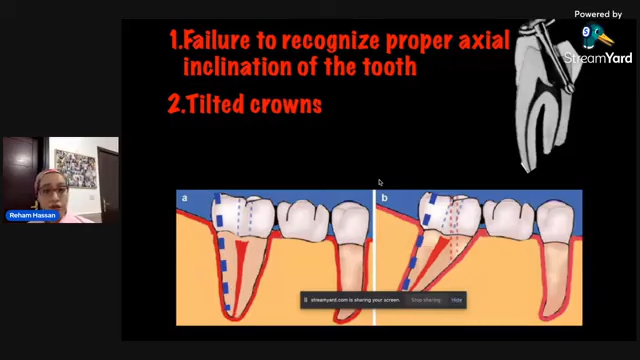 Powered by
StreamYard
1.Failure to recognize proper axial
inclination of the tooth
2.Tilted crowns
Reham Hassan
a
b
streamyard.com is sharing your screen.
Stop sharing
Hide